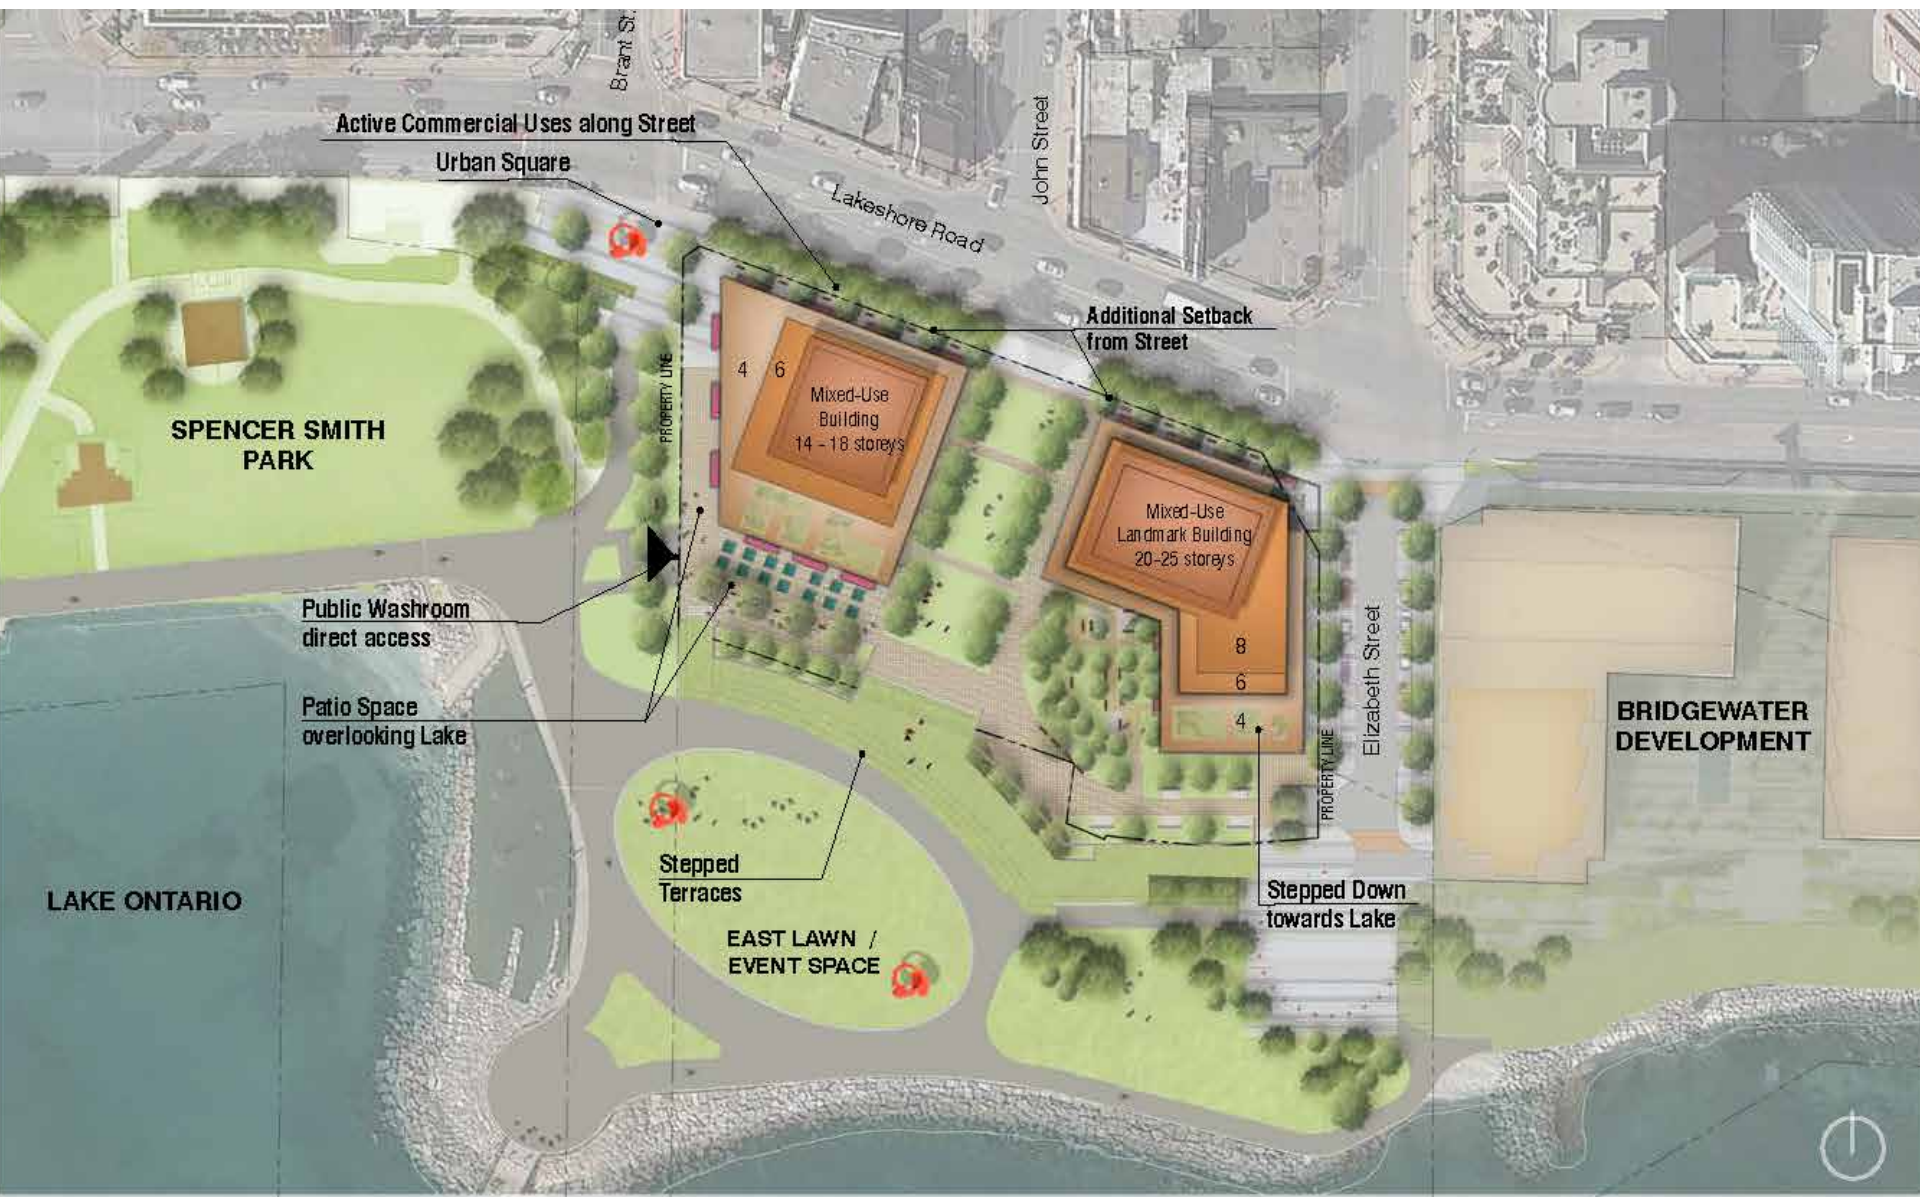 Brant St.
Active Commercial Uses along Street
Urban Square
John Street
Lakeshore Road
Additional Setback
from Street
PROPERTY LINE
4
6
Mixed-Use
Building
14 - 18 storeys
SPENCER SMITH
PARK
Mixed-Use
Landmark Building
20-25 storeys
Public Washroom
direct access
8
6
4
Elizabeth Street
Patio Space
overlooking Lake
BRIDGEWATER
DEVELOPMENT
PROPERTY LINE
Stepped
Terraces
LAKE ONTARIO
Stepped Down
towards Lake
EAST LAWN /
EVENT SPACE